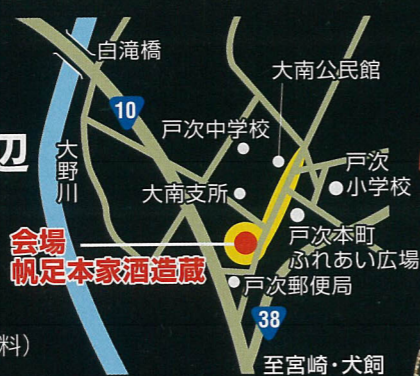 白滝橋
大南公民館
10
戸次中学校
辺
大野川
戸次
小学校
大南支所
会場
帆足本家酒造蔵
戸次本町
ふれあい広場
戸次郵便局
38
料)
至宮崎・犬飼